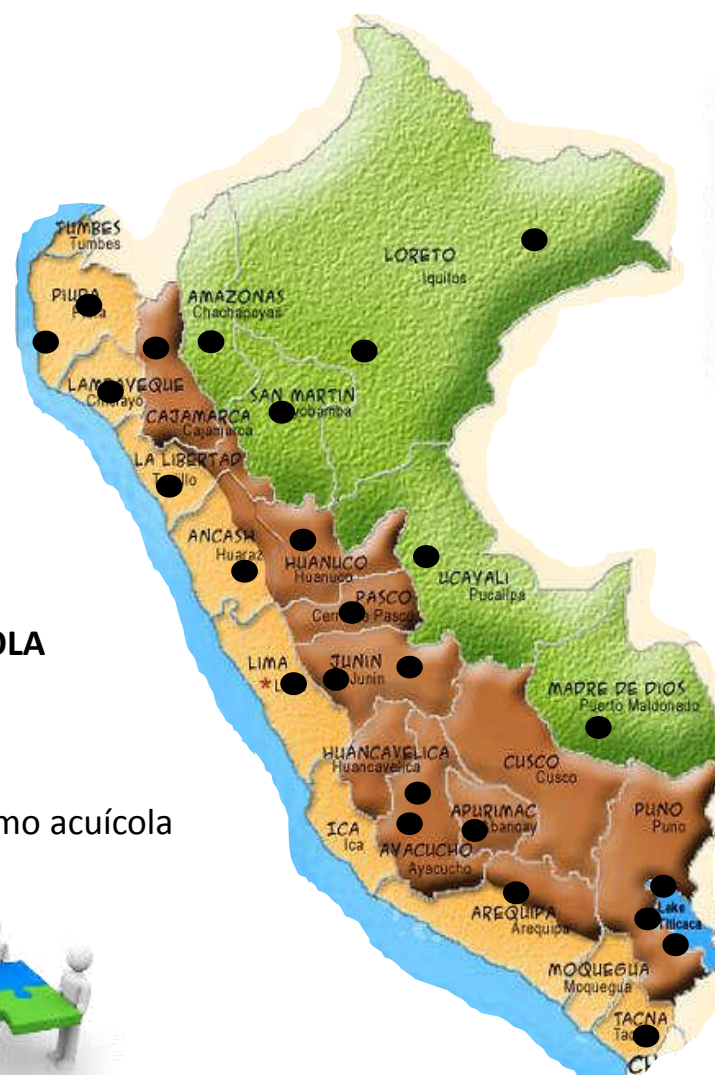 TUMBES
Tumbes
PIURA
LORETO
Iquitos
AMAZONAS
Chachapoyas
LAMBAYEQUE
SAN MARTIN
CAJAMARCA
Cajamarca
LA LIBERTAD
ANCASH
Huaraz
HUANUCO
Huanuco
UCAYALI
Pucallpa
PASCO
OLA
LIMA
JUNIN
Junin
MADRE DE DIOS
Puerto Maldonado
HUANCAVELICA
Huancavelica
CUSCO
Cusco
mo acuícola
APURIMAC
PUNO
Puno
ICA
Ica
AYACUCHO
Ayacucho
AREQUIPA
Arequipa
Lake
Titicaca
MOQUEGUA
Moquegua
TACNA